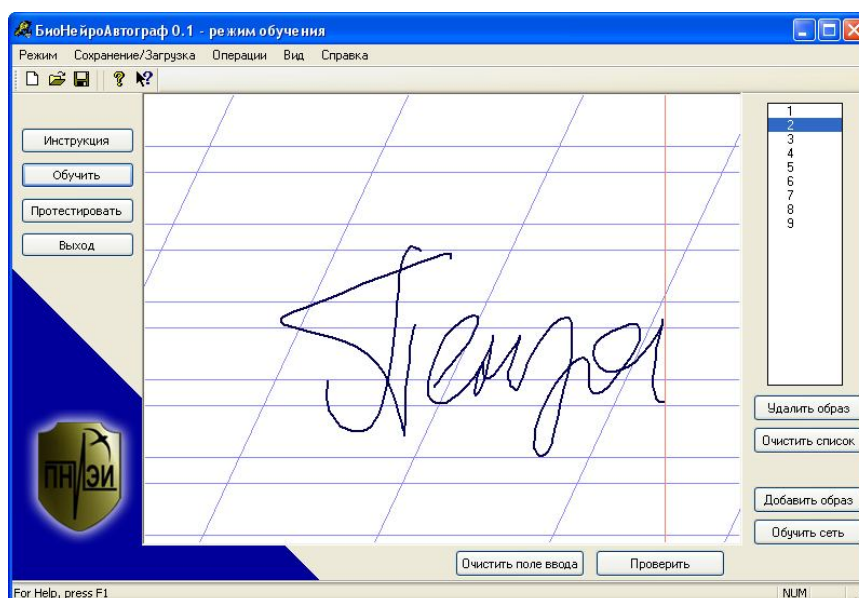 БиоНейроАвтограф 0.1 - режим обучения
Режим Сохранение/Загрузка Операции Вид Справка
Инструкция
Обучить
Протестировать
Выход
Пенза
ПНИЭИ
1
2
3
4
5
6
7
8
9
Удалить образ
Очистить список
Добавить образ
Обучить сеть
Очистить поле ввода Проверить
For Help, press F1 NUM